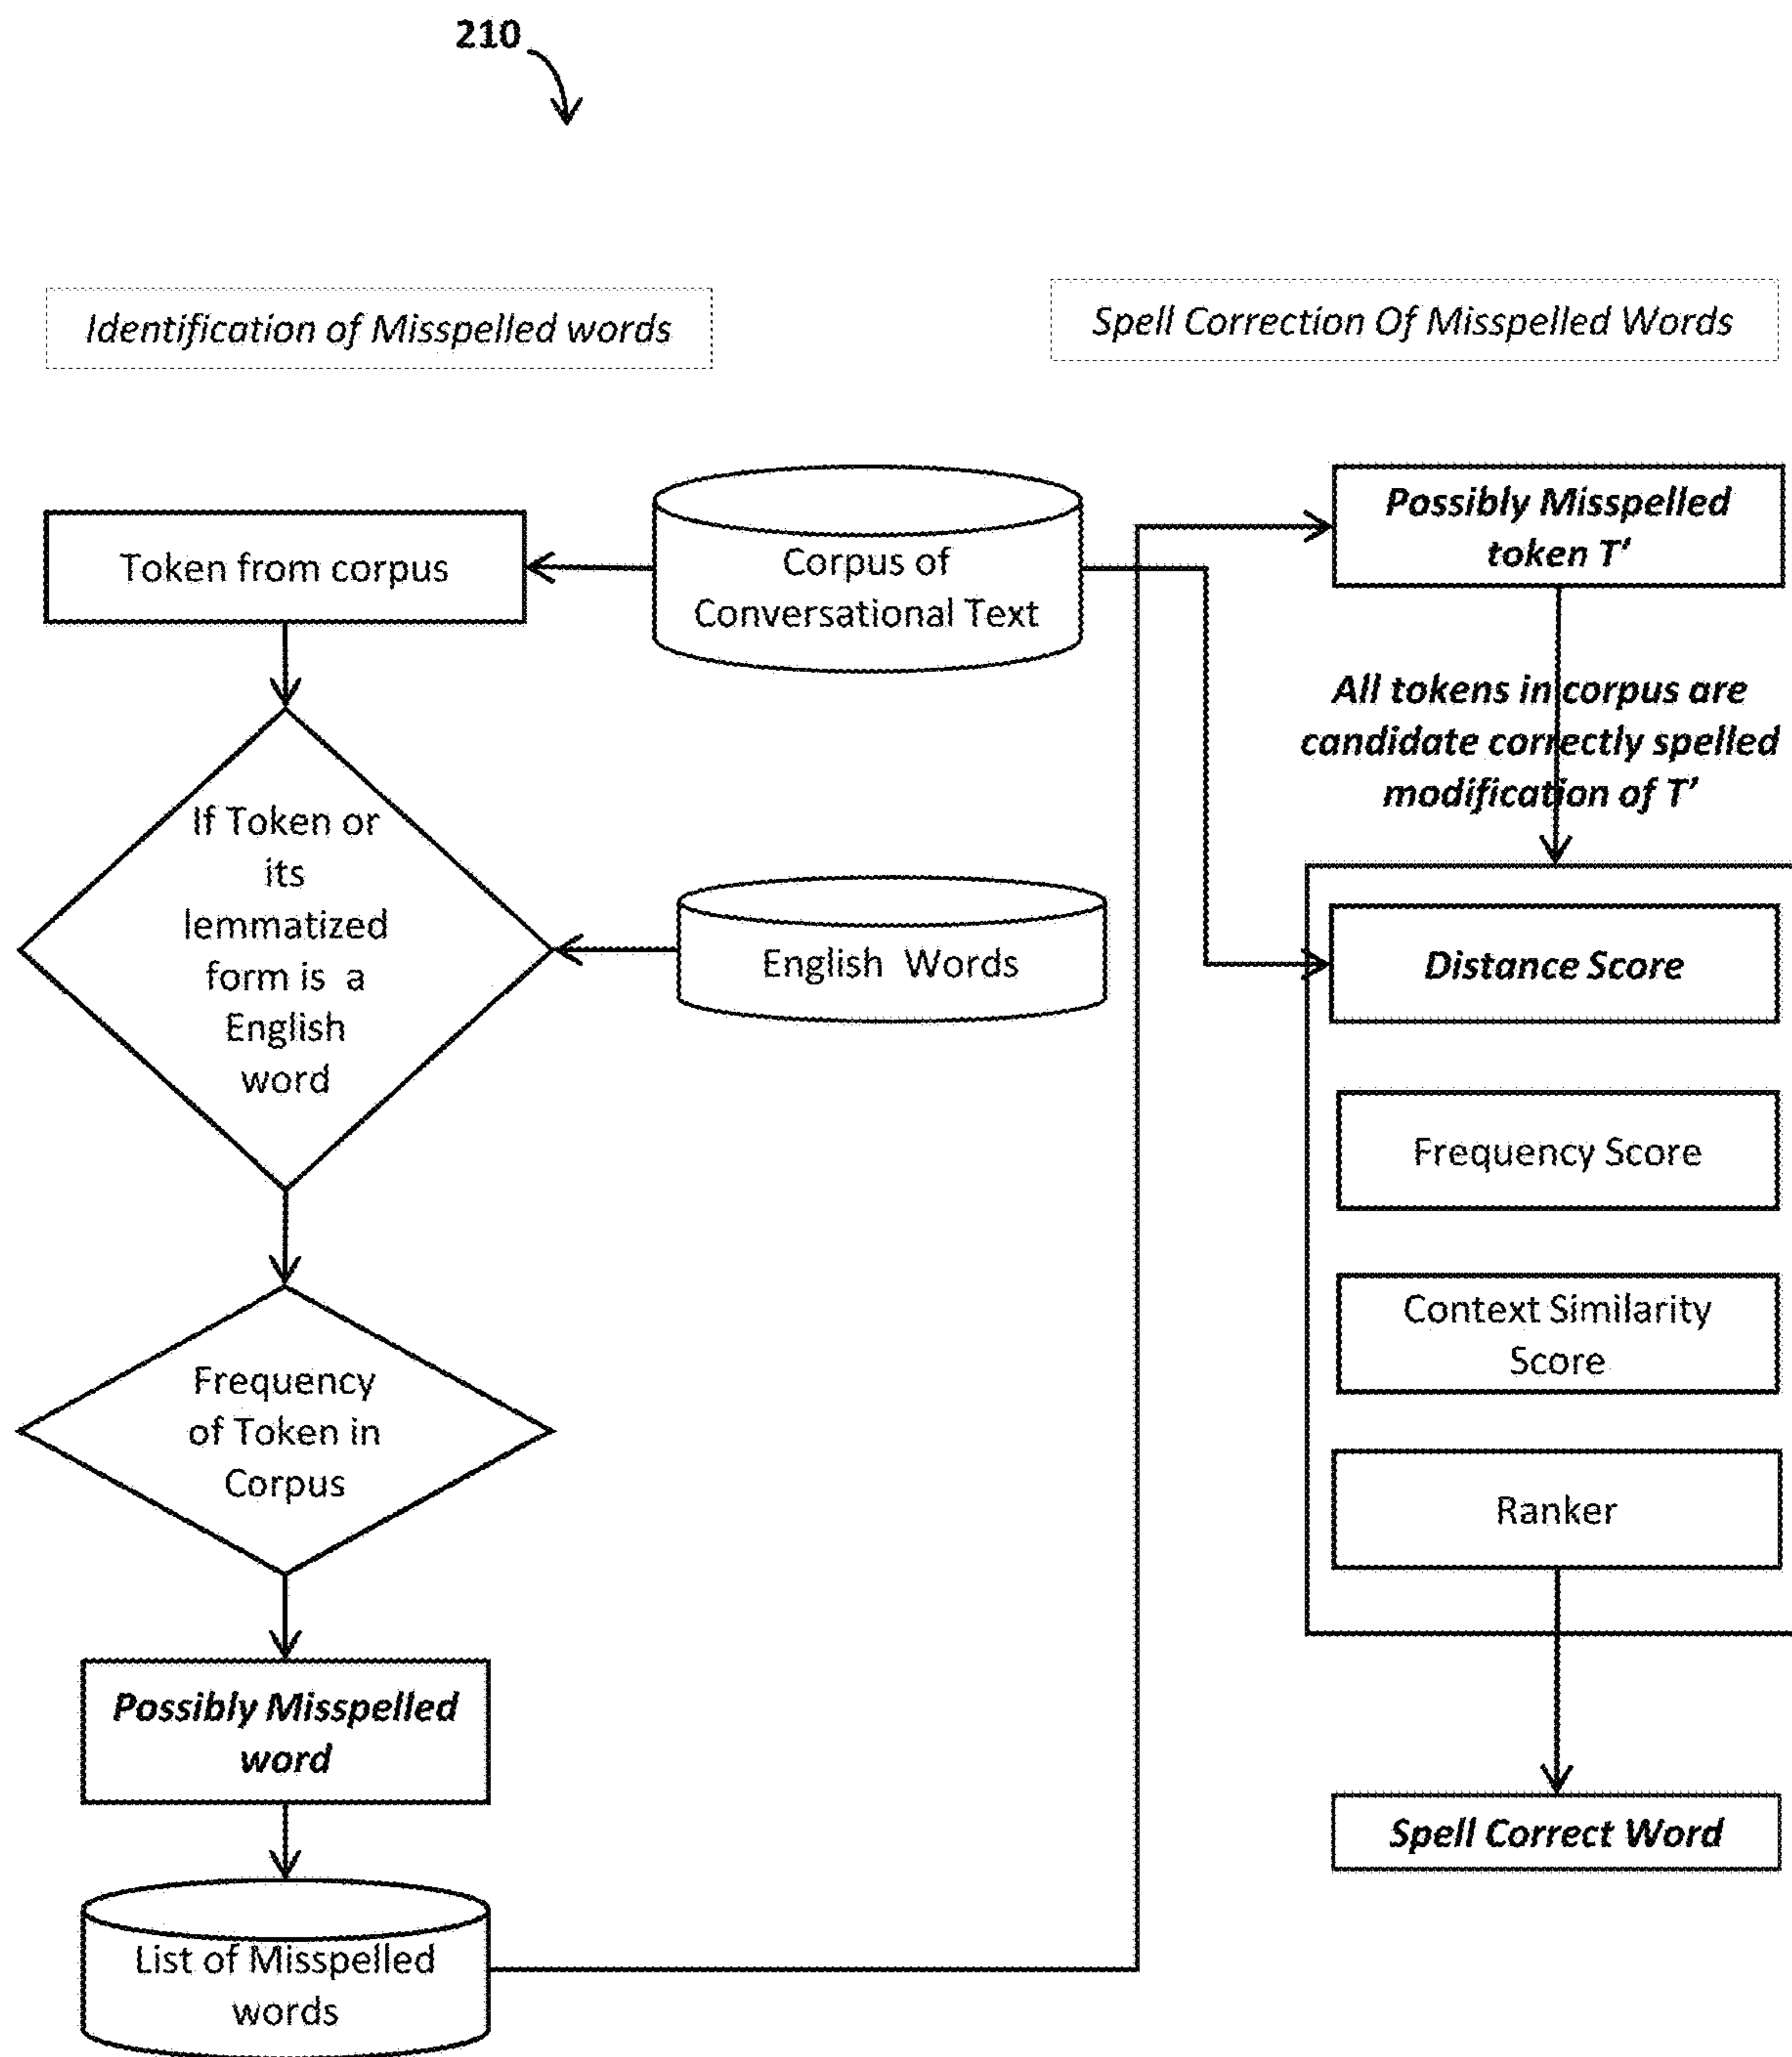 210
Identification of Misspelled words
Spell Correction Of Misspelled Words
Token from corpus
Corpus of
Conversational Text
Possibly Misspelled
token T'
All tokens in corpus are
candidate correctly spelled
modification of T'
If Token or
its
lemmatized
form is a
English
word
English Words
Distance Score
Frequency Score
Context Similarity
Score
Frequency
of Token in
Corpus
Ranker
Possibly Misspelled
word
Spell Correct Word
List of Misspelled
words